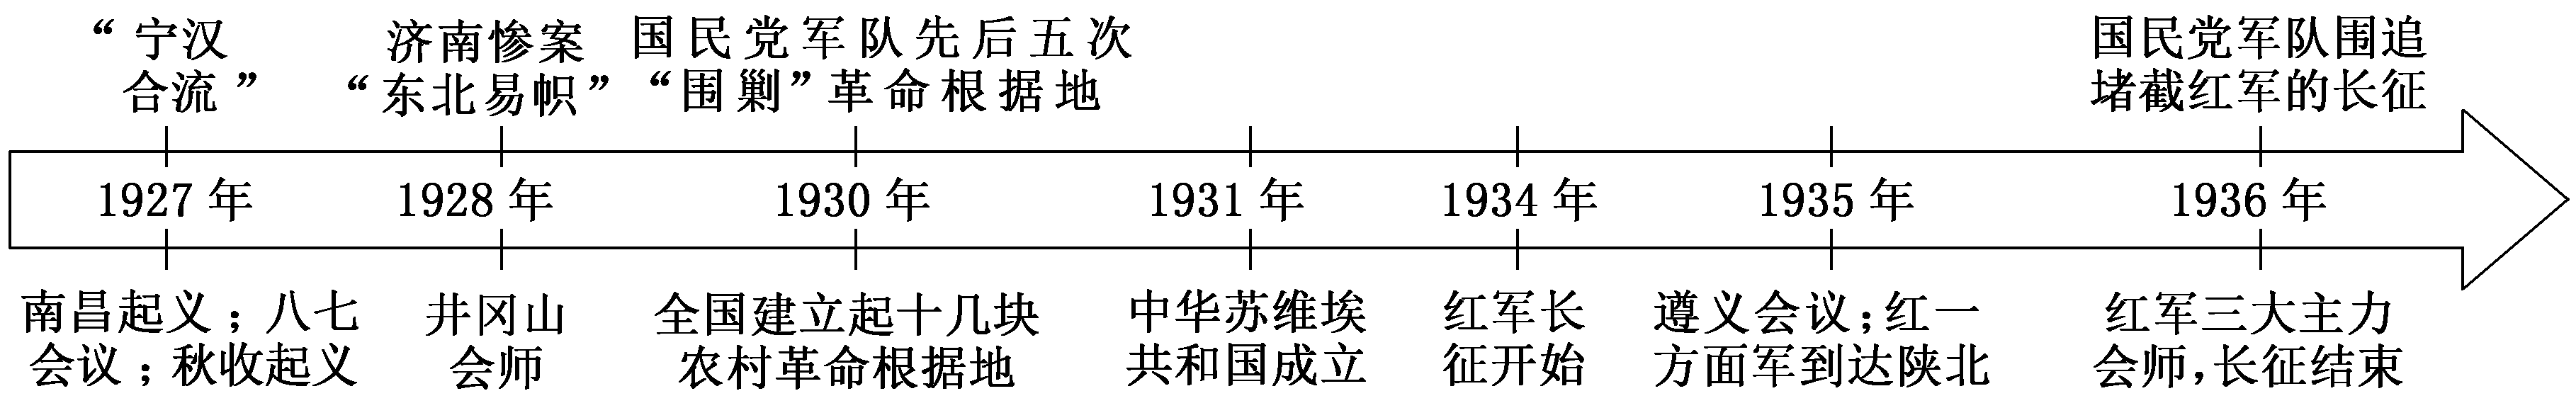 “宁汉
合流”
济南惨案
“东北易帜”
国民党军队先后五次
“围剿”革命根据地
国民党军队围追
堵截红军的长征
1927年
1928年
1930年
1931年
1934年
1935年
1936年
南昌起义；八七
会议；秋收起义
井冈山
会师
全国建立起十几块
农村革命根据地
中华苏维埃
共和国成立
红军长
征开始
遵义会议；红一
方面军到达陕北
红军三大主力
会师，长征结束